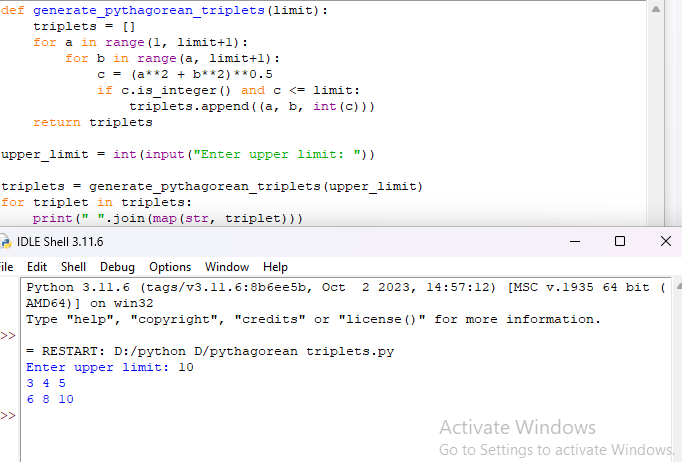 def generate_pythagorean_triplets(limit):
    triplets = []
    for a in range(1, limit+1):
        for b in range(a, limit+1):
            c = (a**2 + b**2)**0.5
            if c.is_integer() and c <= limit:
                triplets.append((a, b, int(c)))
    return triplets

upper_limit = int(input("Enter upper limit: "))

triplets = generate_pythagorean_triplets(upper_limit)
for triplet in triplets:
    print(" ".join(map(str, triplet)))
IDLE Shell 3.11.6
ile Edit Shell Debug Options Window Help
Python 3.11.6 (tags/v3.11.6:8b6ee5b, Oct  2 2023, 14:57:12) [MSC v.1935 64 bit (
AMD64)] on win32
Type "help", "copyright", "credits" or "license()" for more information.
>>
= RESTART: D:/python D/pythagorean triplets.py
Enter upper limit: 10
3 4 5
6 8 10
>>
Activate Windows
Go to Settings to activate Windows.